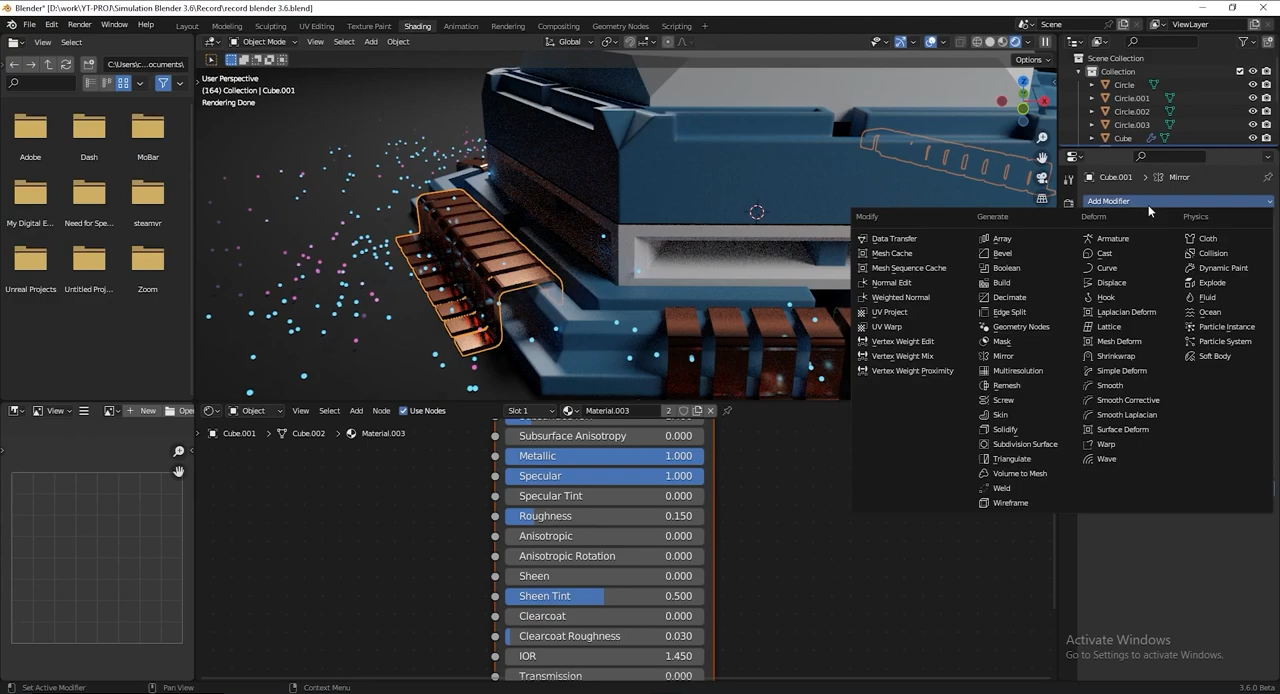 Blender* [D:\work\YT-PROJ\Simulation Blender 3.6\Record\record blender 3.6.blend]
File Edit Render Window Help Layout Modeling Sculpting UV Editing Texture Paint Shading Animation Rendering Compositing Geometry Nodes Scripting + Scene ViewLayer
View Select Object Mode View Select Add Object Global
C:\Users\c...ocuments\
Options
User Perspective
(164) Collection | Cube.001
Rendering Done
Scene Collection
Collection
Circle
Circle.001
Circle.002
Circle.003
Cube
Adobe Dash MoBar
My Digital E... Need for Spe... steamvr
Unreal Projects Untitled Proj... Zoom
Cube.001 > Mirror
Add Modifier
Modify Generate Deform Physics
Data Transfer Array Armature Cloth
Mesh Cache Bevel Cast Collision
Mesh Sequence Cache Boolean Curve Dynamic Paint
Normal Edit Build Displace Explode
Weighted Normal Decimate Hook Fluid
UV Project Edge Split Laplacian Deform Ocean
UV Warp Geometry Nodes Lattice Particle Instance
Vertex Weight Edit Mask Mesh Deform Particle System
Vertex Weight Mix Mirror Shrinkwrap Soft Body
Vertex Weight Proximity Multiresolution Simple Deform
Remesh Smooth
Screw Smooth Corrective
Skin Smooth Laplacian
Solidify Surface Deform
Subdivision Surface Warp
Triangulate Wave
Volume to Mesh
Weld
Wireframe
View + New Ope Object View Select Add Node Use Nodes Slot 1 Material.003 2
Cube.001 > Cube.002 > Material.003
Subsurface Anisotropy 0.000
Metallic 1.000
Specular 1.000
Specular Tint 0.000
Roughness 0.150
Anisotropic 0.000
Anisotropic Rotation 0.000
Sheen 0.000
Sheen Tint 0.500
Clearcoat 0.000
Clearcoat Roughness 0.030
IOR 1.450
Transmission 0.000
Activate Windows
Go to Settings to activate Windows.
Set Active Modifier Pan View Context Menu 3.6.0 Beta